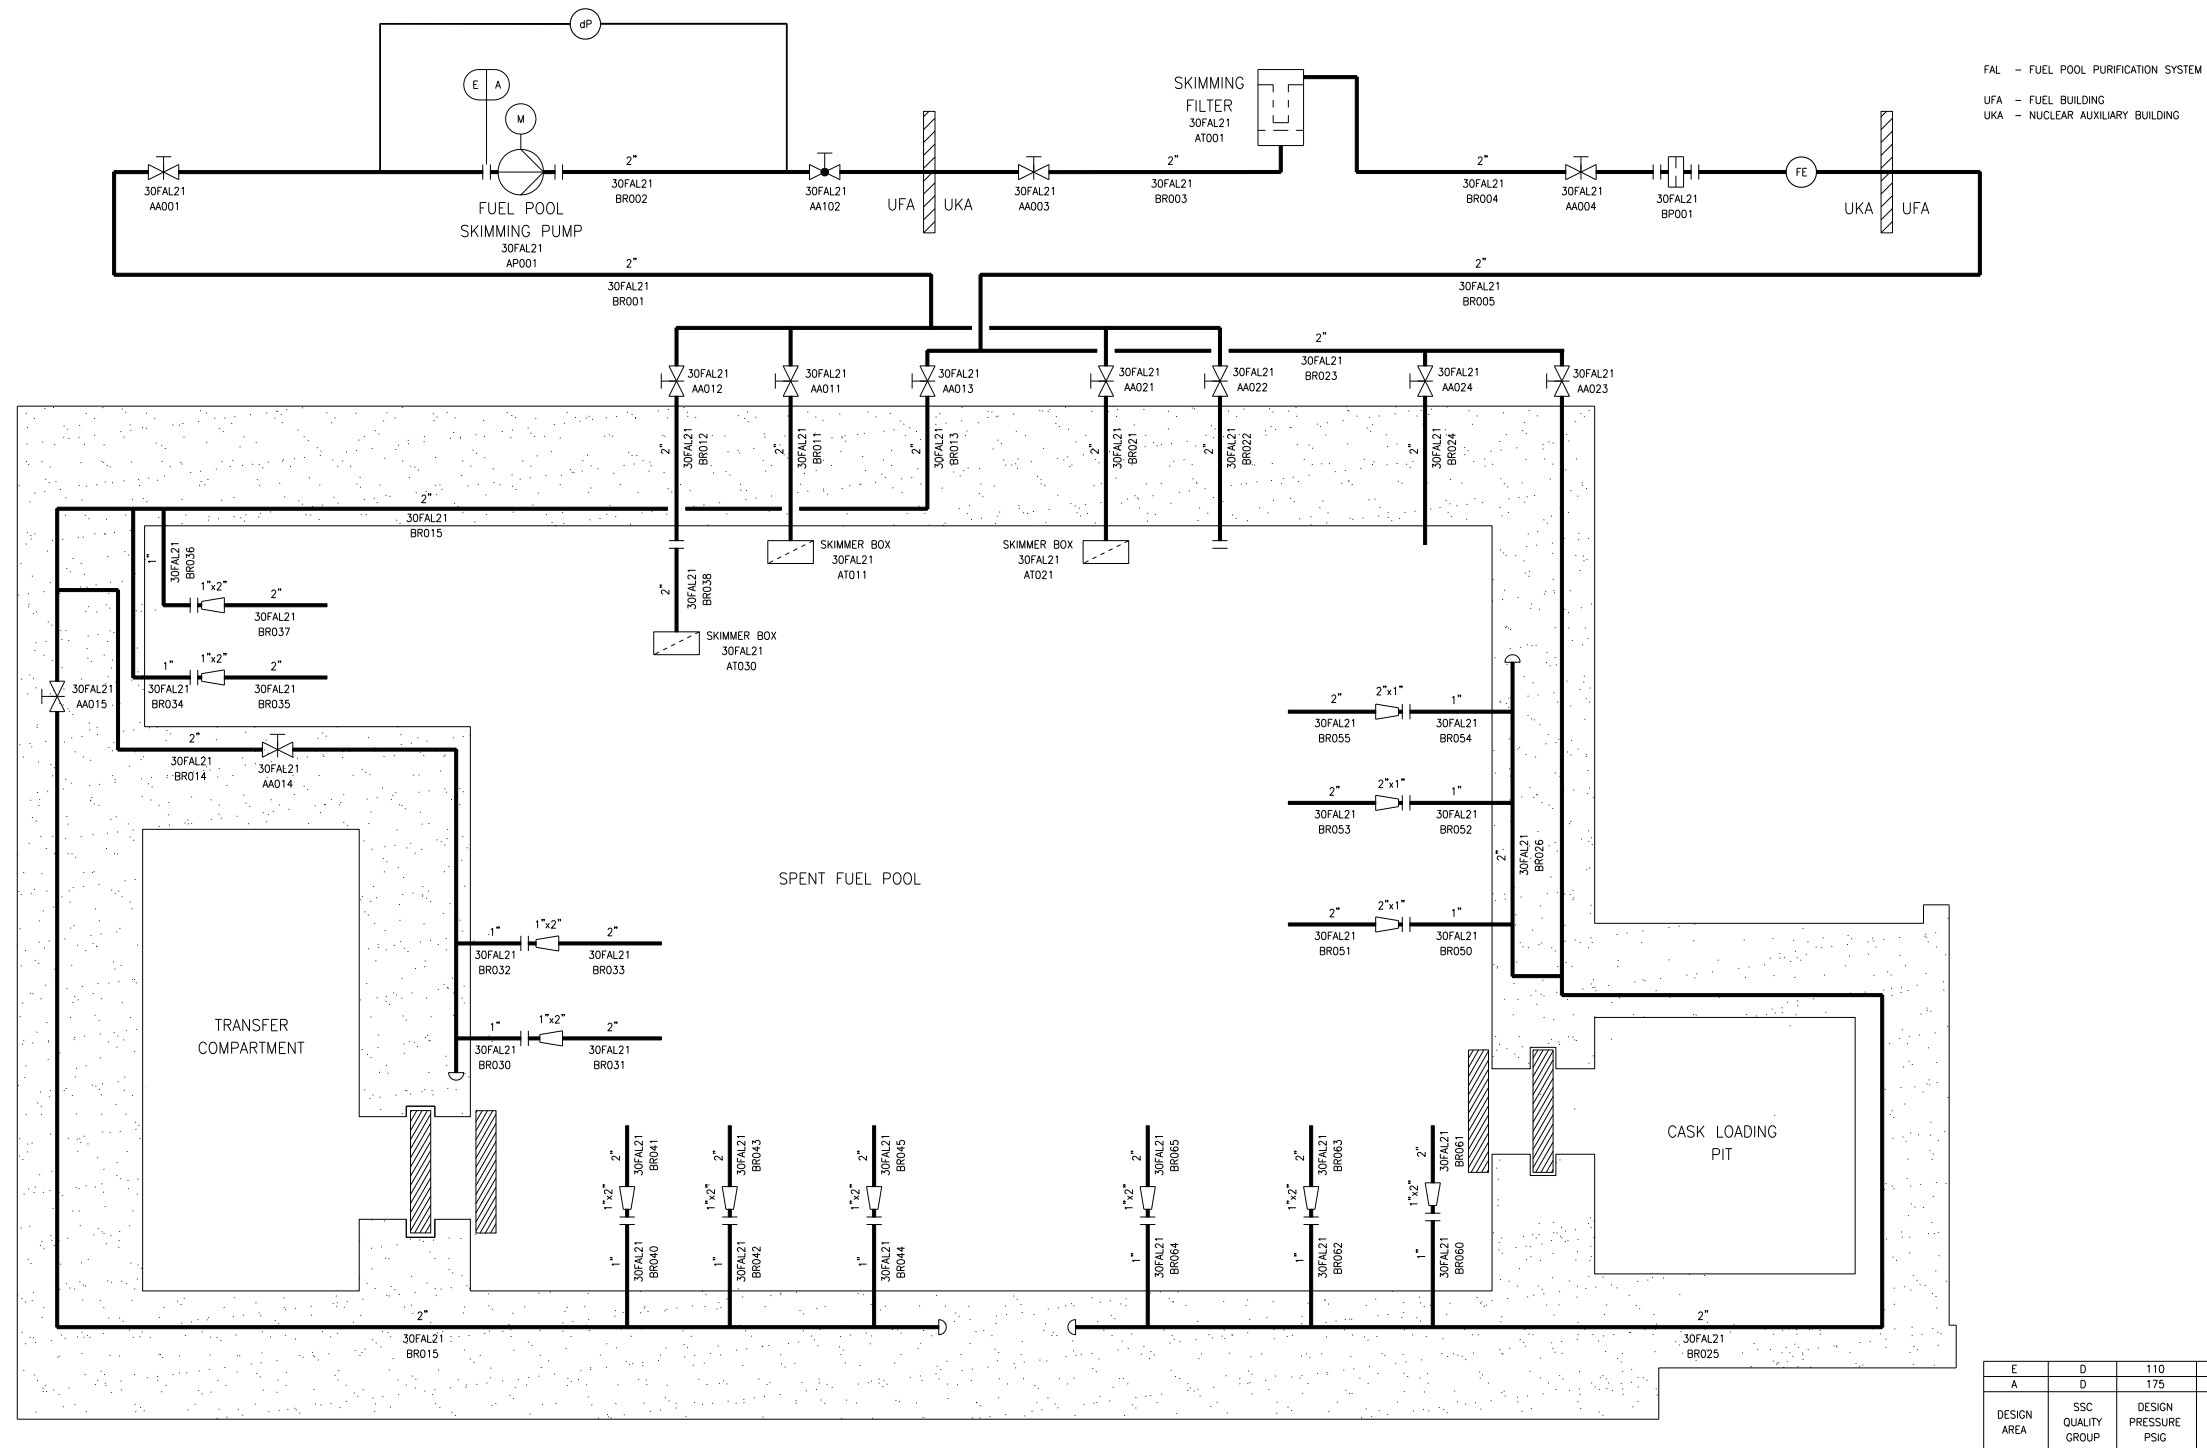 dP
FAL – FUEL POOL PURIFICATION SYSTEM
UFA – FUEL BUILDING
UKA – NUCLEAR AUXILIARY BUILDING
E A
M
SKIMMING
FILTER
30FAL21
AT001
30FAL21
AA001
FUEL POOL
SKIMMING PUMP
30FAL21
AP001
2"
30FAL21
BR002
30FAL21
AA102
UFA
UKA
30FAL21
AA003
2"
30FAL21
BR003
2"
30FAL21
BR004
30FAL21
AA004
30FAL21
BP001
FE
UKA
UFA
2"
30FAL21
BR001
2"
30FAL21
BR005
30FAL21
AA012
30FAL21
AA011
30FAL21
AA013
30FAL21
AA021
30FAL21
AA022
2"
30FAL21
BR023
30FAL21
AA024
30FAL21
AA023
2"
30FAL21
BR012
2"
30FAL21
BR011
2"
30FAL21
BR013
2"
30FAL21
BR021
2"
30FAL21
BR022
2"
30FAL21
BR024
2"
30FAL21
BR015
1"
30FAL21
BR036
1"x2"
2"
30FAL21
BR037
1"
30FAL21
BR034
1"x2"
2"
30FAL21
BR035
SKIMMER BOX
30FAL21
AT011
SKIMMER BOX
30FAL21
AT021
2"
30FAL21
BR038
SKIMMER BOX
30FAL21
AT030
30FAL21
AA015
2"
30FAL21
BR014
30FAL21
AA014
2"
30FAL21
BR055
2"x1"
1"
30FAL21
BR054
2"
30FAL21
BR053
2"x1"
1"
30FAL21
BR052
2"
30FAL21
BR026
SPENT FUEL POOL
2"
30FAL21
BR051
2"x1"
1"
30FAL21
BR050
1"
30FAL21
BR032
1"x2"
2"
30FAL21
BR033
1"
30FAL21
BR030
1"x2"
2"
30FAL21
BR031
TRANSFER
COMPARTMENT
CASK LOADING
PIT
2"
30FAL21
BR041
1"x2"
1"
30FAL21
BR040
2"
30FAL21
BR043
1"x2"
1"
30FAL21
BR042
2"
30FAL21
BR045
1"x2"
1"
30FAL21
BR044
2"
30FAL21
BR065
1"x2"
1"
30FAL21
BR064
2"
30FAL21
BR063
1"x2"
1"
30FAL21
BR062
2"
30FAL21
BR061
1"x2"
1"
30FAL21
BR060
2"
30FAL21
BR015
2"
30FAL21
BR025
E D 110
A D 175
DESIGN
AREA
SSC
QUALITY
GROUP
DESIGN
PRESSURE
PSIG